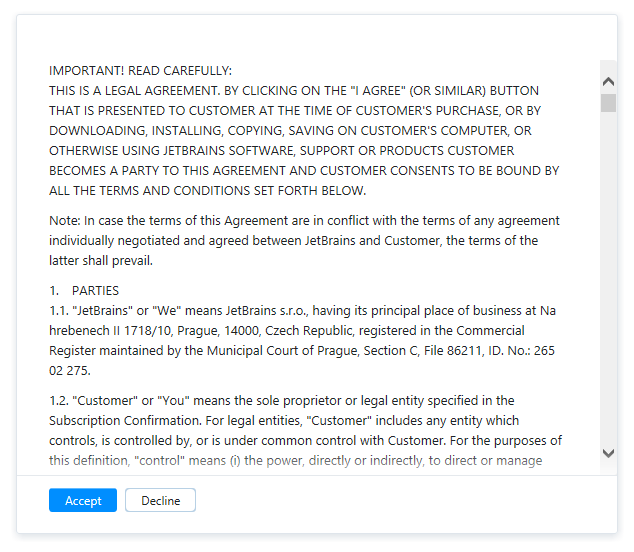 IMPORTANT! READ CAREFULLY:
THIS IS A LEGAL AGREEMENT. BY CLICKING ON THE "I AGREE" (OR SIMILAR) BUTTON
THAT IS PRESENTED TO CUSTOMER AT THE TIME OF CUSTOMER'S PURCHASE, OR BY
DOWNLOADING, INSTALLING, COPYING, SAVING ON CUSTOMER'S COMPUTER, OR
OTHERWISE USING JETBRAINS SOFTWARE, SUPPORT OR PRODUCTS CUSTOMER
BECOMES A PARTY TO THIS AGREEMENT AND CUSTOMER CONSENTS TO BE BOUND BY
ALL THE TERMS AND CONDITIONS SET FORTH BELOW.
Note: In case the terms of this Agreement are in conflict with the terms of any agreement
individually negotiated and agreed between JetBrains and Customer, the terms of the
latter shall prevail.
1. PARTIES
1.1. "JetBrains" or "We" means JetBrains s.r.o., having its principal place of business at Na
hrebenech II 1718/10, Prague, 14000, Czech Republic, registered in the Commercial
Register maintained by the Municipal Court of Prague, Section C, File 86211, ID. No.: 265
02 275.
1.2. "Customer" or "You" means the sole proprietor or legal entity specified in the
Subscription Confirmation. For legal entities, "Customer" includes any entity which
controls, is controlled by, or is under common control with Customer. For the purposes of
this definition, "control" means (i) the power, directly or indirectly, to direct or manage
Accept
Decline